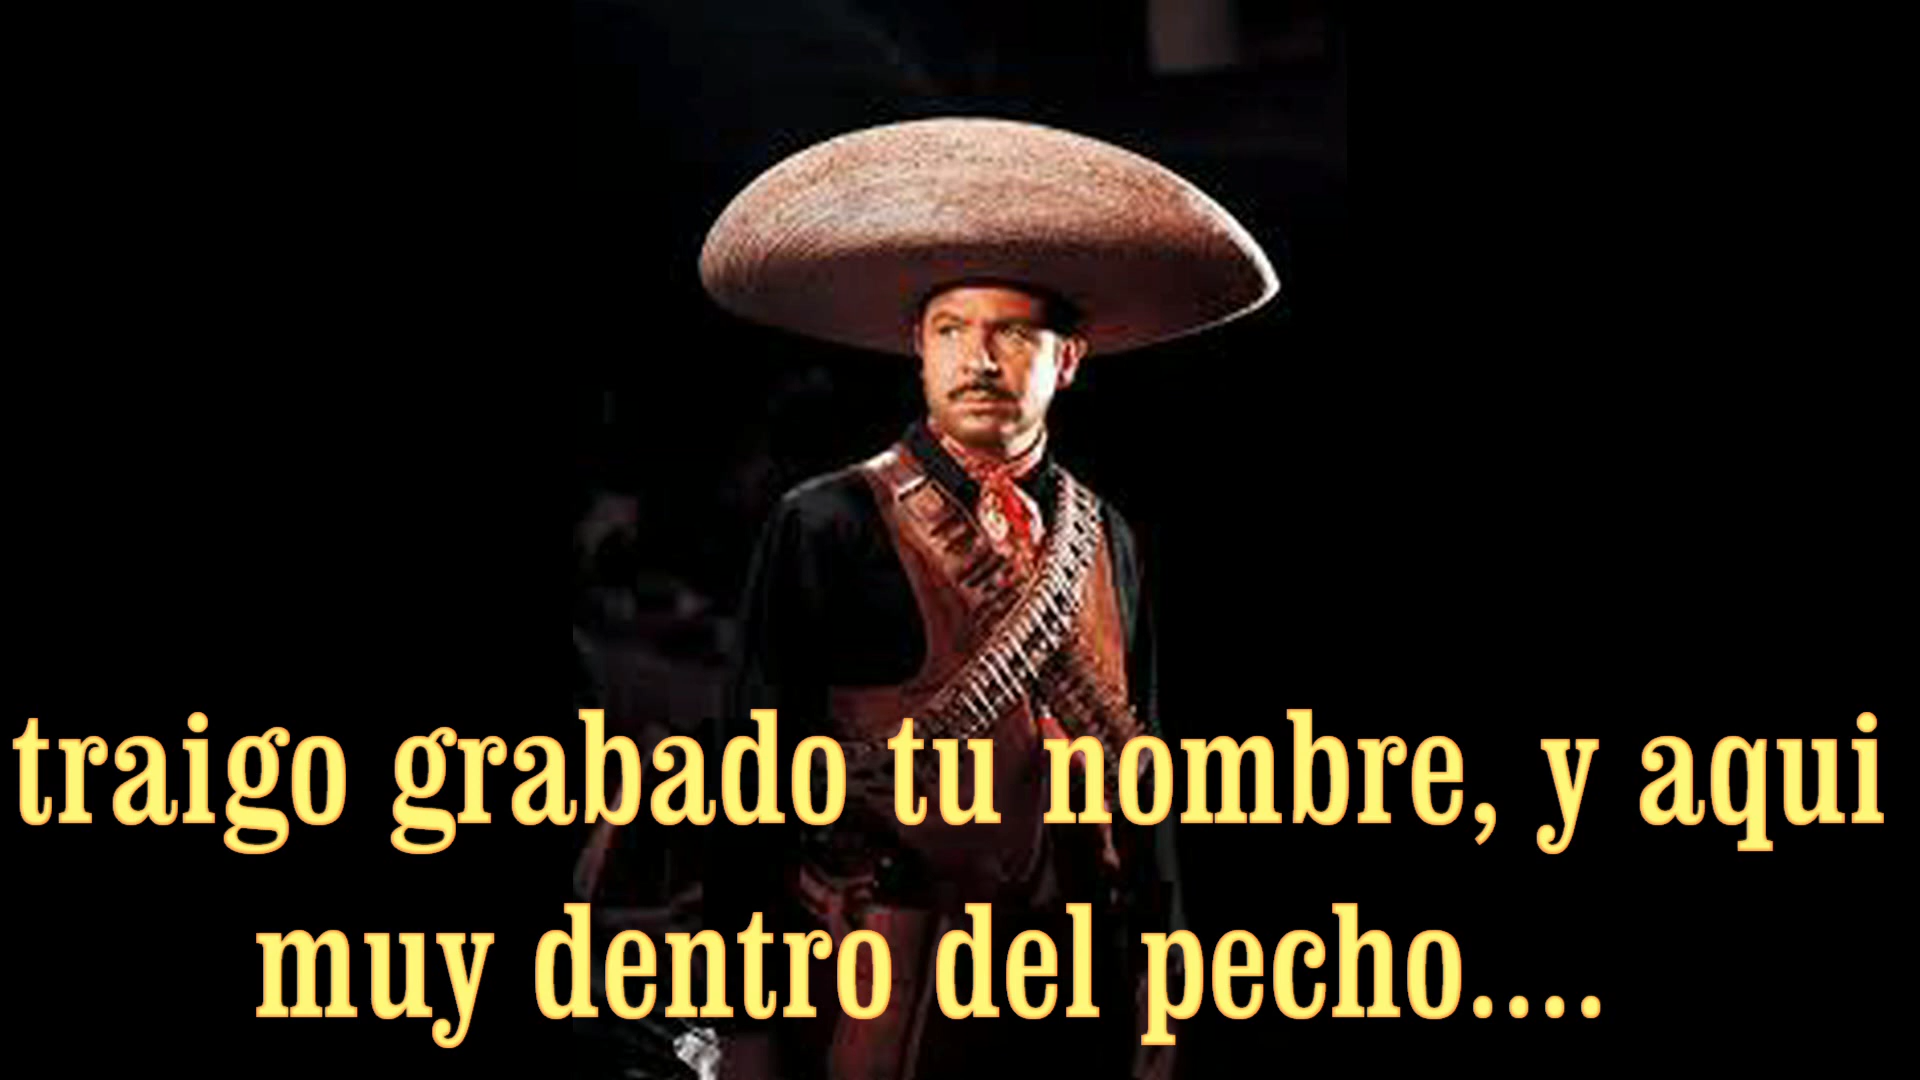 traigo grabado tu nombre, y aqui
muy dentro del pecho....